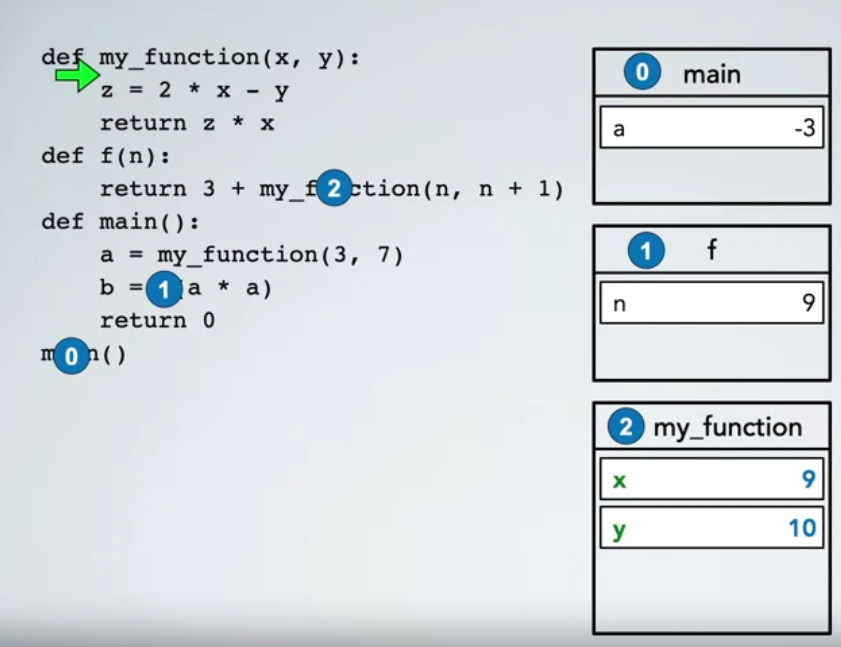 def my_function(x, y):
z = 2 * x - y
return z * x
def f(n):
return 3 + my_f 2 ction(n, n + 1)
def main():
a = my_function(3, 7)
b = 1 a * a)
return 0
m 0 n()
0 main
a -3
1 f
n 9
2 my_function
x 9
y 10